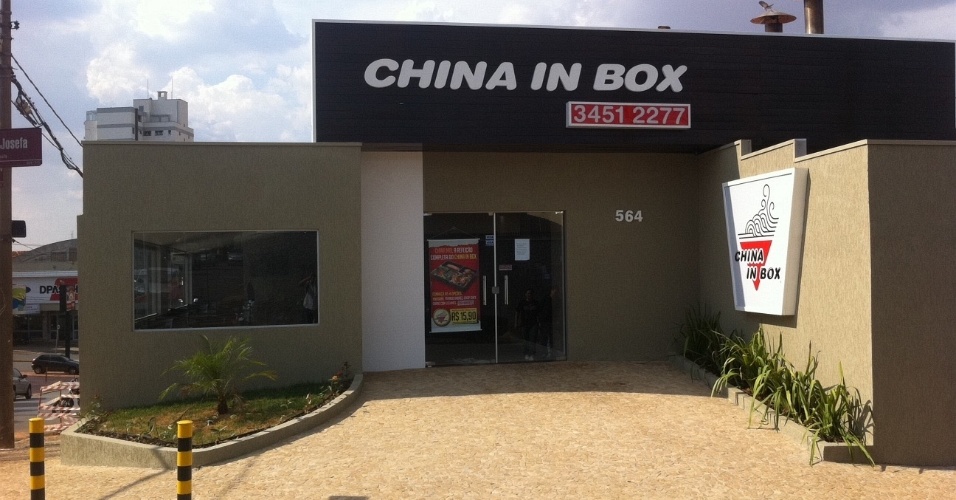 CHINA IN BOX
3451 2277
Josefa
564
CHINA
IN BOX
R$ 15,90